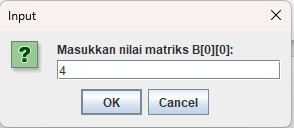 Input
Masukkan nilai matriks B[0][0]:
4
OK
Cancel